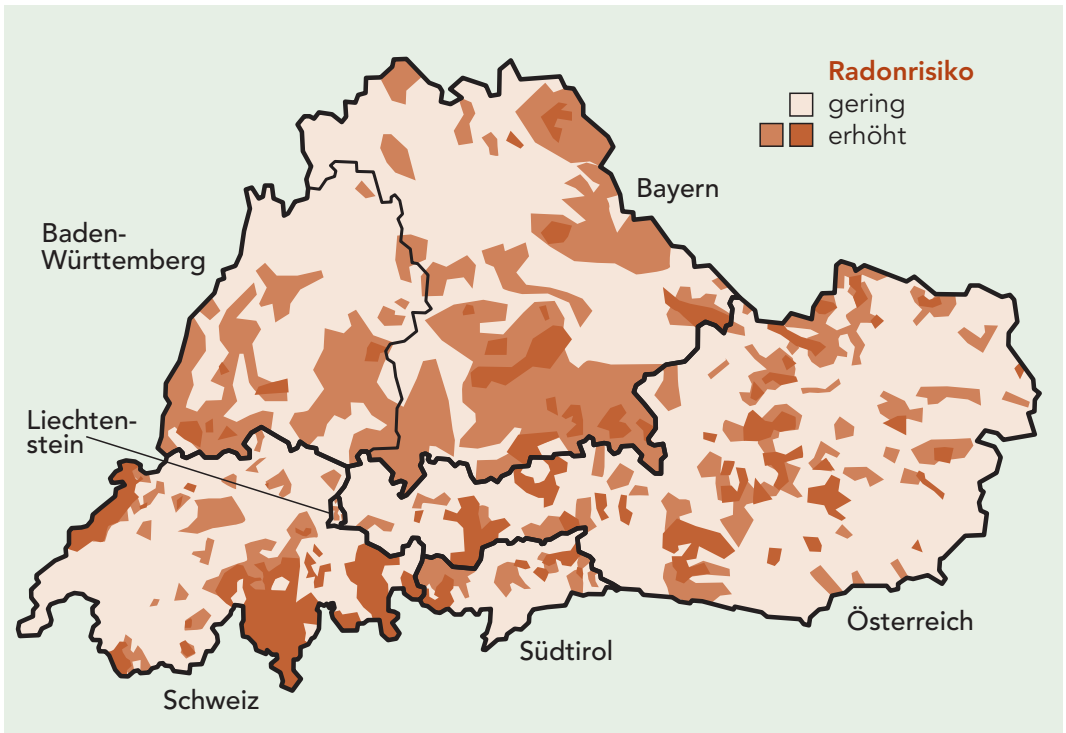 Radonrisiko
gering
erhöht
Bayern
Baden-
Württemberg
Liechten-
stein
Österreich
Südtirol
Schweiz